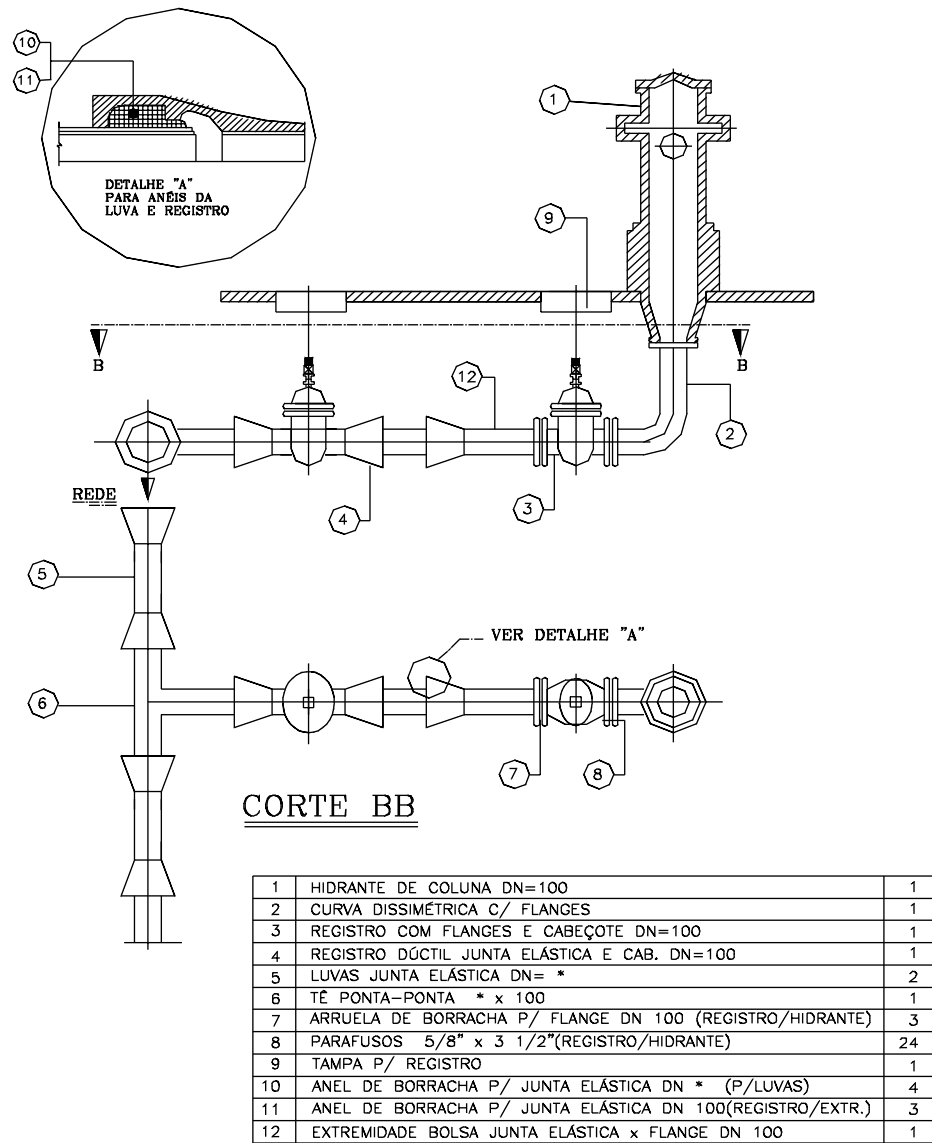 10
11
DETALHE "A"
PARA ANÉIS DA
LUVA E REGISTRO
1
9
B
B
12
2
REDE
4
3
5
VER DETALHE "A"
6
7
8
CORTE BB
1 HIDRANTE DE COLUNA DN=100 1
2 CURVA DISSIMÉTRICA C/ FLANGES 1
3 REGISTRO COM FLANGES E CABEÇOTE DN=100 1
4 REGISTRO DÚCTIL JUNTA ELÁSTICA E CAB. DN=100 1
5 LUVAS JUNTA ELÁSTICA DN= * 2
6 TÊ PONTA-PONTA * x 100 1
7 ARRUELA DE BORRACHA P/ FLANGE DN 100 (REGISTRO/HIDRANTE) 3
8 PARAFUSOS 5/8" x 3 1/2"(REGISTRO/HIDRANTE) 24
9 TAMPA P/ REGISTRO 1
10 ANEL DE BORRACHA P/ JUNTA ELÁSTICA DN * (P/LUVAS) 4
11 ANEL DE BORRACHA P/ JUNTA ELÁSTICA DN 100(REGISTRO/EXTR.) 3
12 EXTREMIDADE BOLSA JUNTA ELÁSTICA x FLANGE DN 100 1